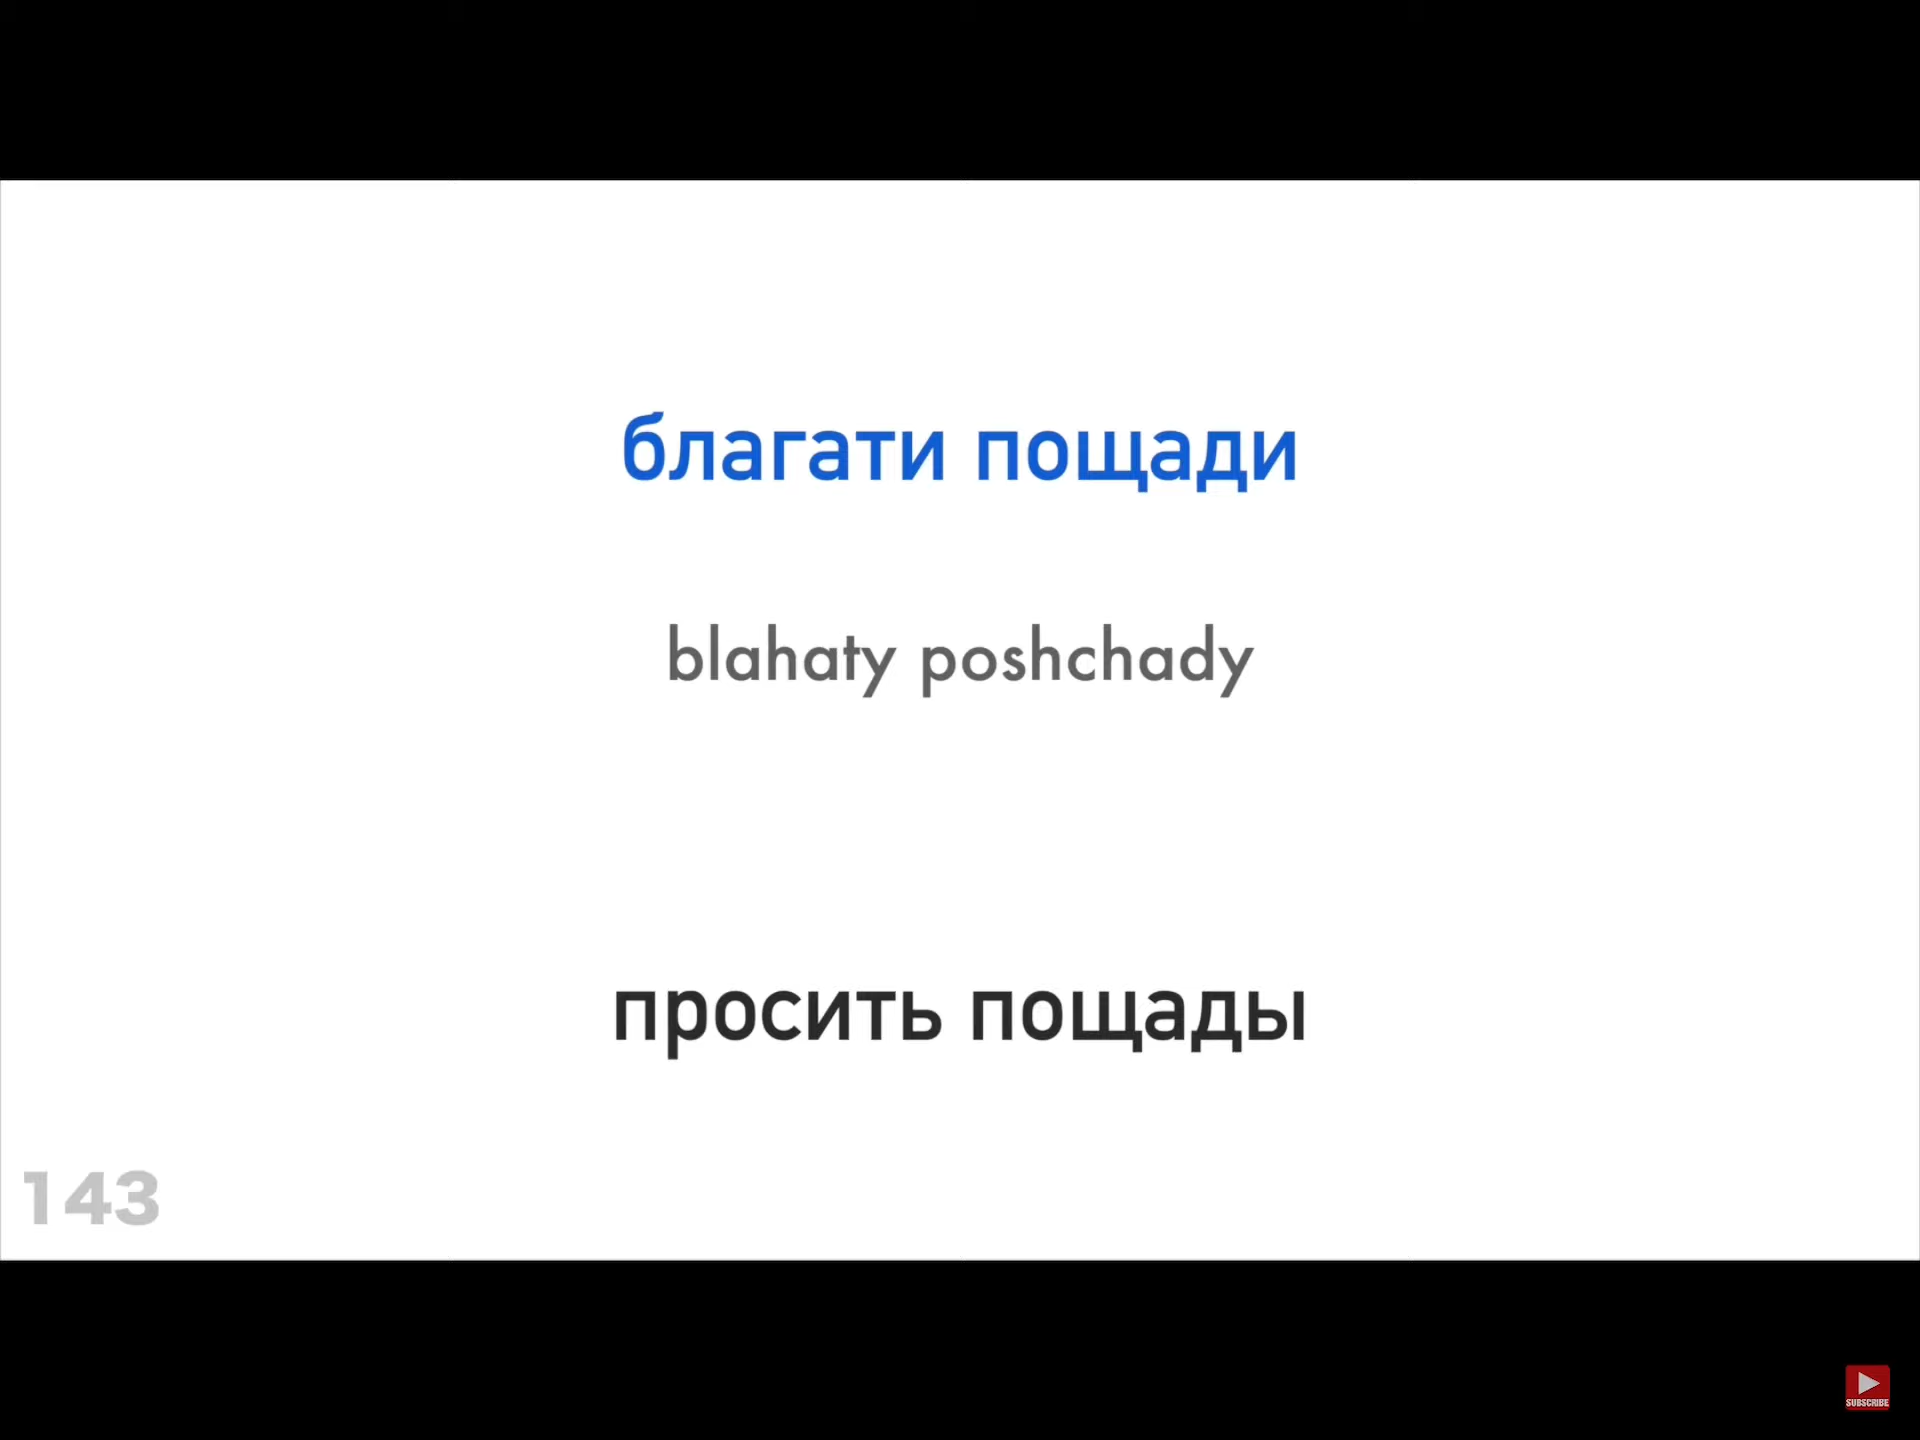 благати пощади
blahaty poshchady
просить пощады
143
SUBSCRIBE